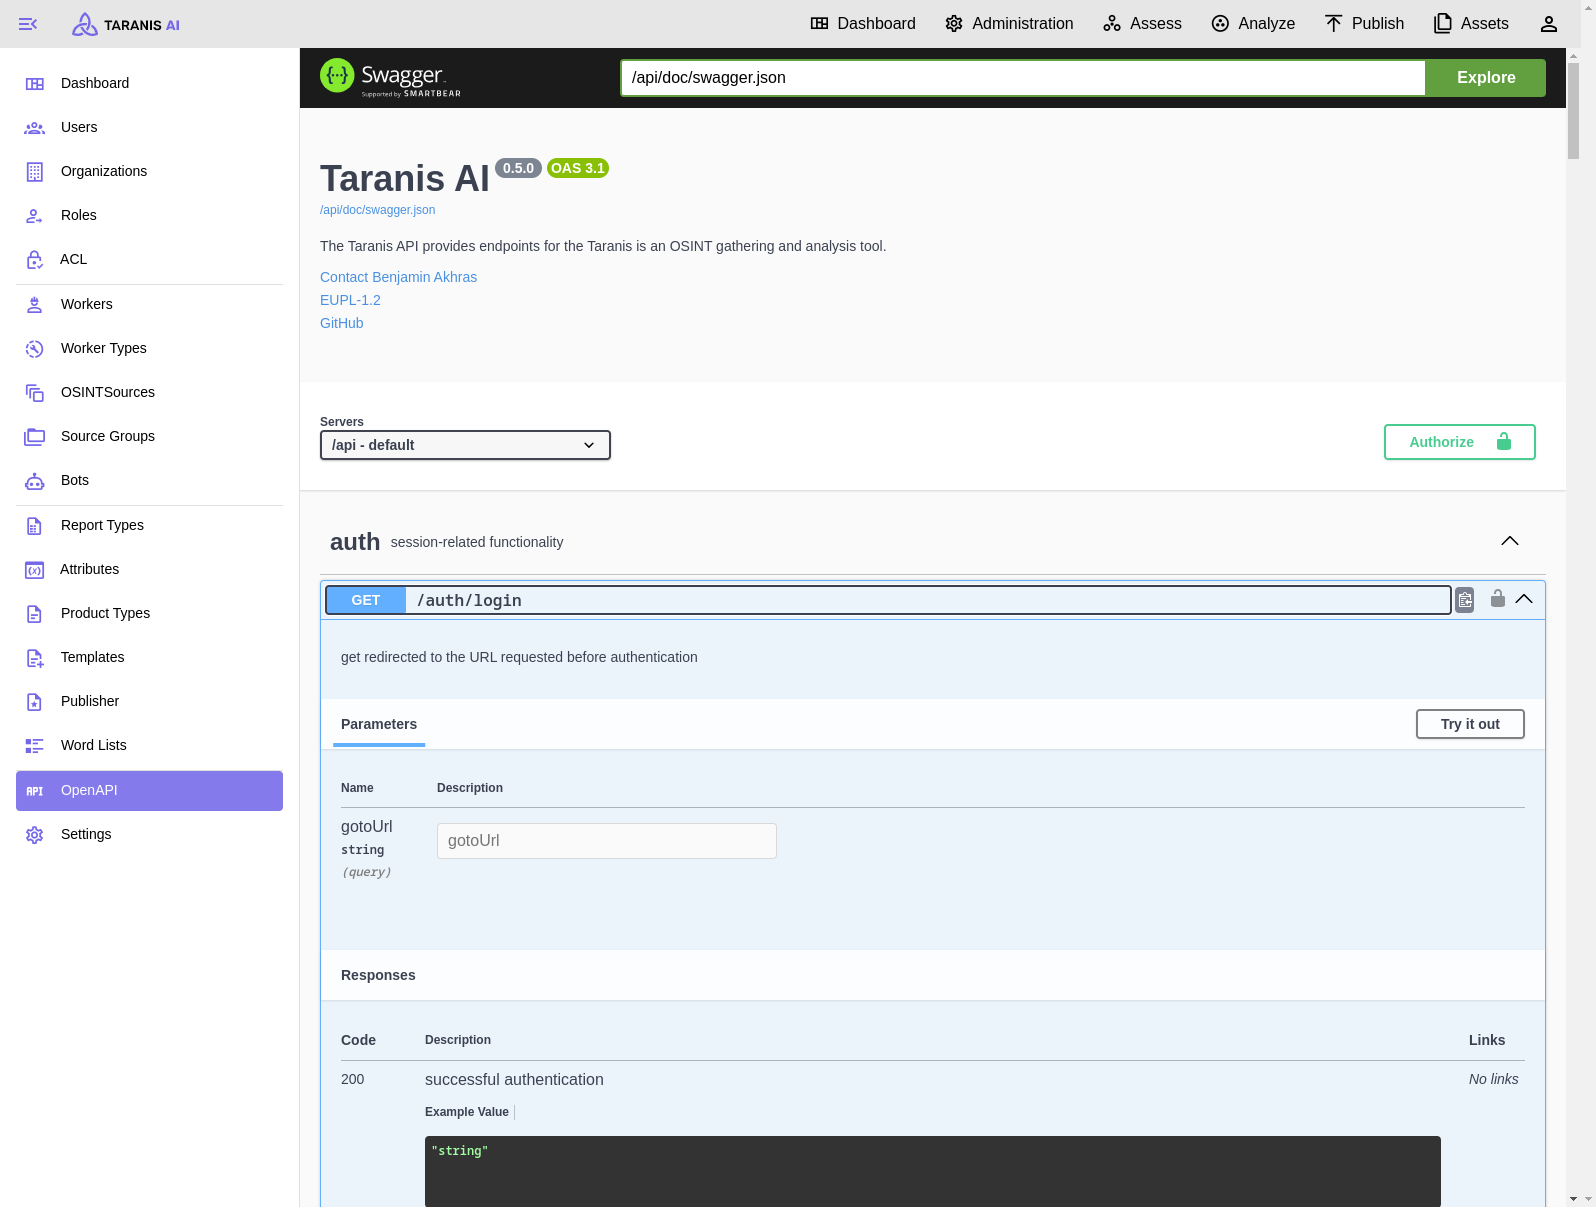 TARANIS AI
Dashboard
Administration
Assess
Analyze
Publish
Assets
Dashboard
Users
Organizations
Roles
ACL
Workers
Worker Types
OSINTSources
Source Groups
Bots
Report Types
Attributes
Product Types
Templates
Publisher
Word Lists
API OpenAPI
Settings
Swagger
Supported by SMARTBEAR
/api/doc/swagger.json
Explore
Taranis AI 0.5.0 OAS 3.1
/api/doc/swagger.json
The Taranis API provides endpoints for the Taranis is an OSINT gathering and analysis tool.
Contact Benjamin Akhras
EUPL-1.2
GitHub
Servers
/api - default
Authorize
auth session-related functionality
GET /auth/login
get redirected to the URL requested before authentication
Parameters
Try it out
Name Description
gotoUrl
string
(query)
gotoUrl
Responses
Code Description Links
200 successful authentication No links
Example Value
"string"